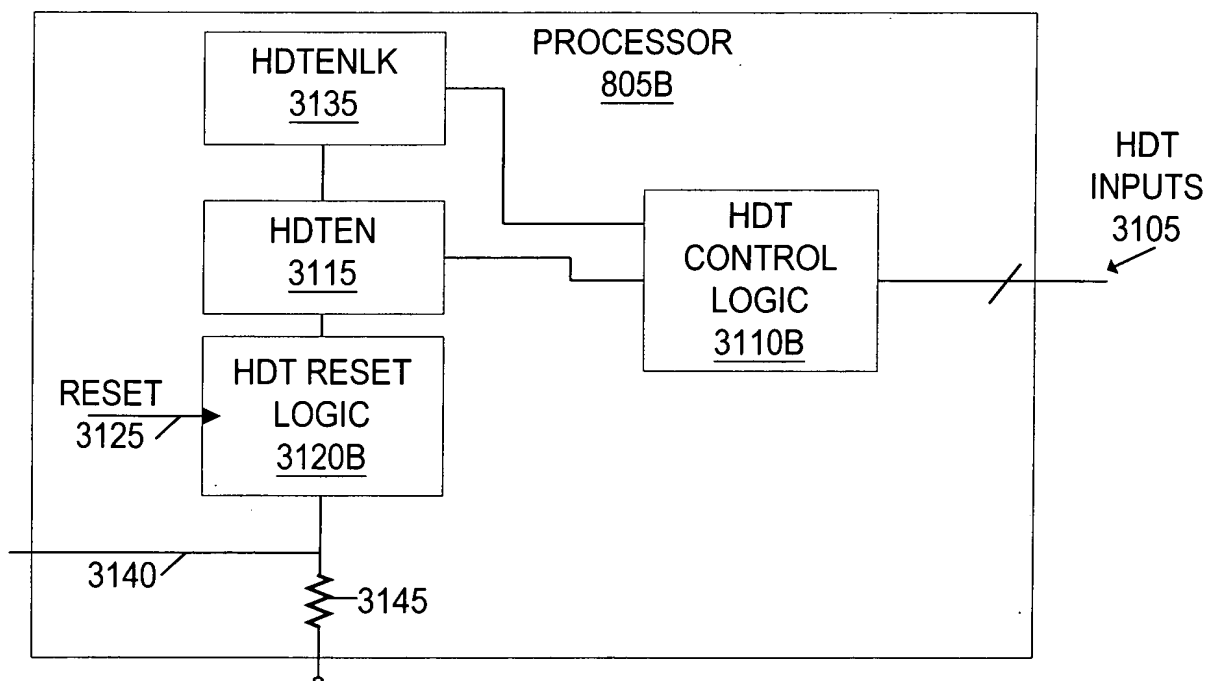 PROCESSOR
805B
HDTENLK
3135
HDTEN
3115
HDT RESET
LOGIC
3120B
RESET
3125
HDT
CONTROL
LOGIC
3110B
HDT
INPUTS
3105
3140
3145